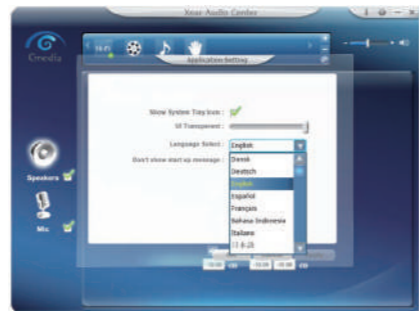 Xear Audio Center
Cmedia
Application Setting
Show System Tray Icon :
UI Transparent :
Language Select : English
Don't show start up message :
Dansk
Deutsch
English
Español
Français
Bahasa Indonesia
Italiano
Speakers
Mic